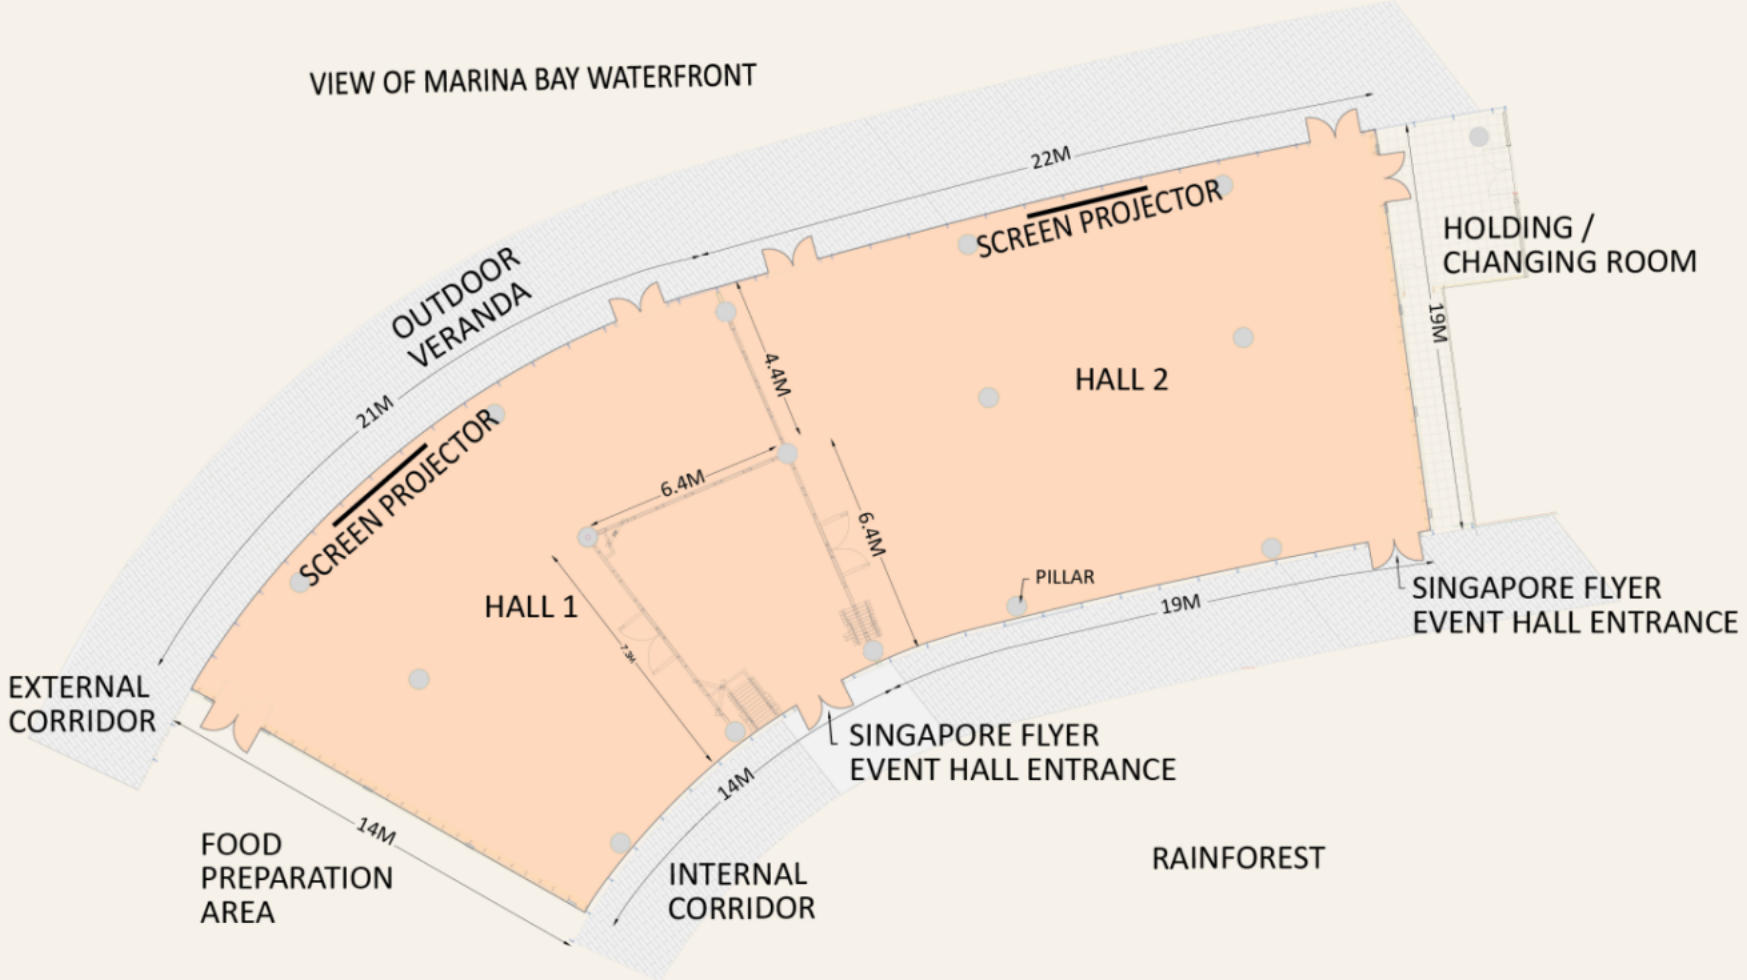 VIEW OF MARINA BAY WATERFRONT
22M
SCREEN PROJECTOR
HOLDING /
CHANGING ROOM
OUTDOOR
VERANDA
19M
21M
4.4M
HALL 2
SCREEN PROJECTOR
6.4M
6.4M
HALL 1
PILLAR
19M
SINGAPORE FLYER
EVENT HALL ENTRANCE
7.3M
EXTERNAL
CORRIDOR
SINGAPORE FLYER
EVENT HALL ENTRANCE
14M
14M
FOOD
PREPARATION
AREA
INTERNAL
CORRIDOR
RAINFOREST